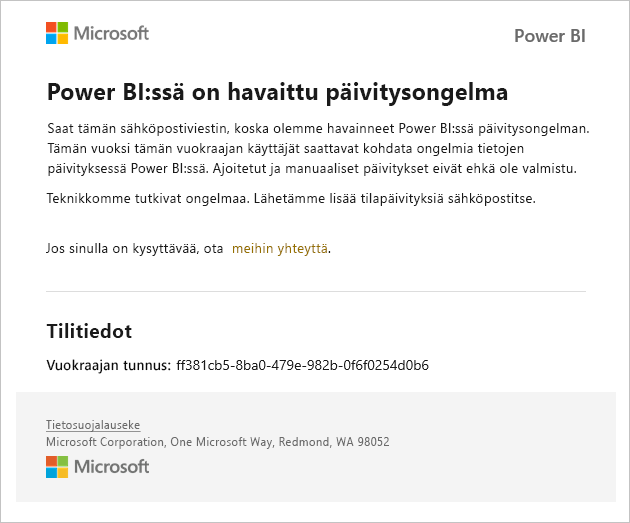 Microsoft
Power BI
Power BI:ssä on havaittu päivitysongelma
Saat tämän sähköpostiviestin, koska olemme havainneet Power BI:ssä päivitysongelman.
Tämän vuoksi tämän vuokraajan käyttäjät saattavat kohdata ongelmia tietojen
päivityksessä Power BI:ssä. Ajoitetut ja manuaaliset päivitykset eivät ehkä ole valmistu.
Teknikkomme tutkivat ongelmaa. Lähetämme lisää tilapäivityksiä sähköpostitse.
Jos sinulla on kysyttävää, ota meihin yhteyttä.
Tilitiedot
Vuokraajan tunnus: ff381cb5-8ba0-479e-982b-0f6f0254d0b6
Tietosuojalauseke
Microsoft Corporation, One Microsoft Way, Redmond, WA 98052
Microsoft